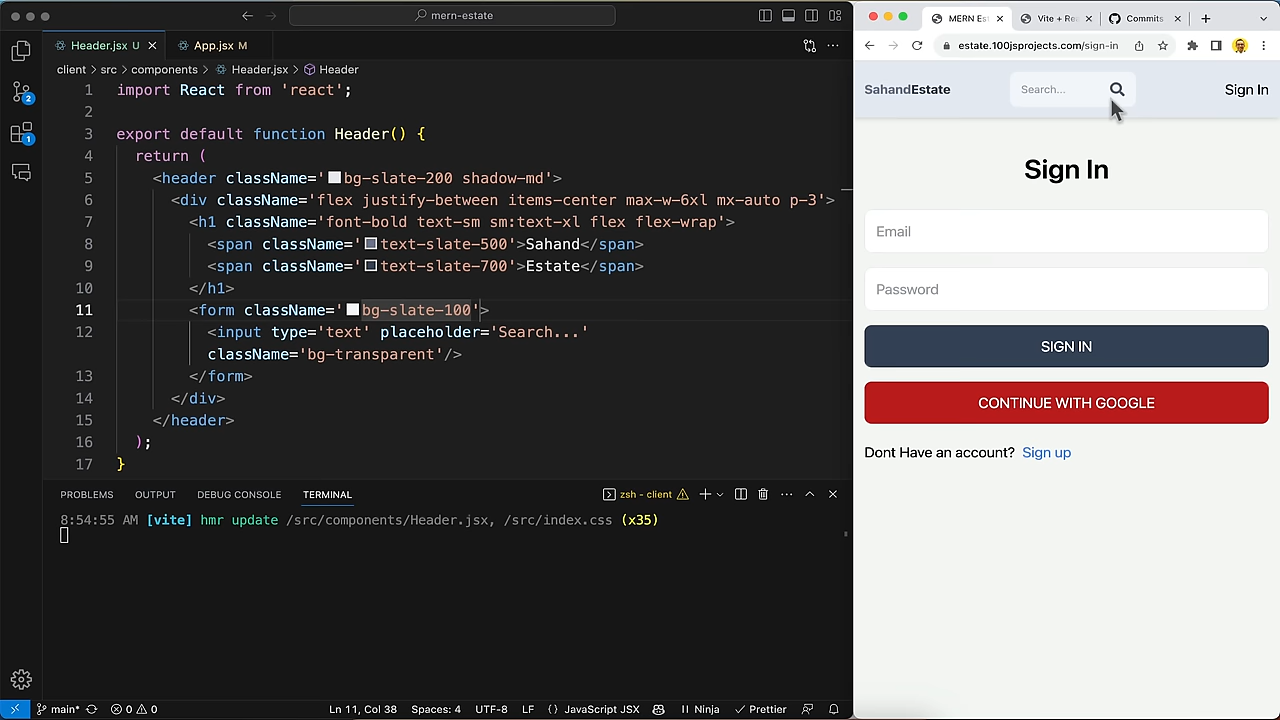 mern-estate
Header.jsx U
App.jsx M
client > src > components > Header.jsx > Header
1 import React from 'react';
2
3 export default function Header() {
4 return (
5 <header className='bg-slate-200 shadow-md'>
6 <div className='flex justify-between items-center max-w-6xl mx-auto p-3'>
7 <h1 className='font-bold text-sm sm:text-xl flex flex-wrap'>
8 <span className='text-slate-500'>Sahand</span>
9 <span className='text-slate-700'>Estate</span>
10 </h1>
11 <form className='bg-slate-100'>
12 <input type='text' placeholder='Search...'
className='bg-transparent'/>
13 </form>
14 </div>
15 </header>
16 );
17 }
2
1
PROBLEMS OUTPUT DEBUG CONSOLE TERMINAL
zsh - client
8:54:55 AM [vite] hmr update /src/components/Header.jsx, /src/index.css (x35)
main* 0 0
Ln 11, Col 38 Spaces: 4 UTF-8 LF JavaScript JSX Ninja Prettier
MERN Es
Vite + Re
Commits
estate.100jsprojects.com/sign-in
SahandEstate
Search...
Sign In
Sign In
Email
Password
SIGN IN
CONTINUE WITH GOOGLE
Dont Have an account? Sign up